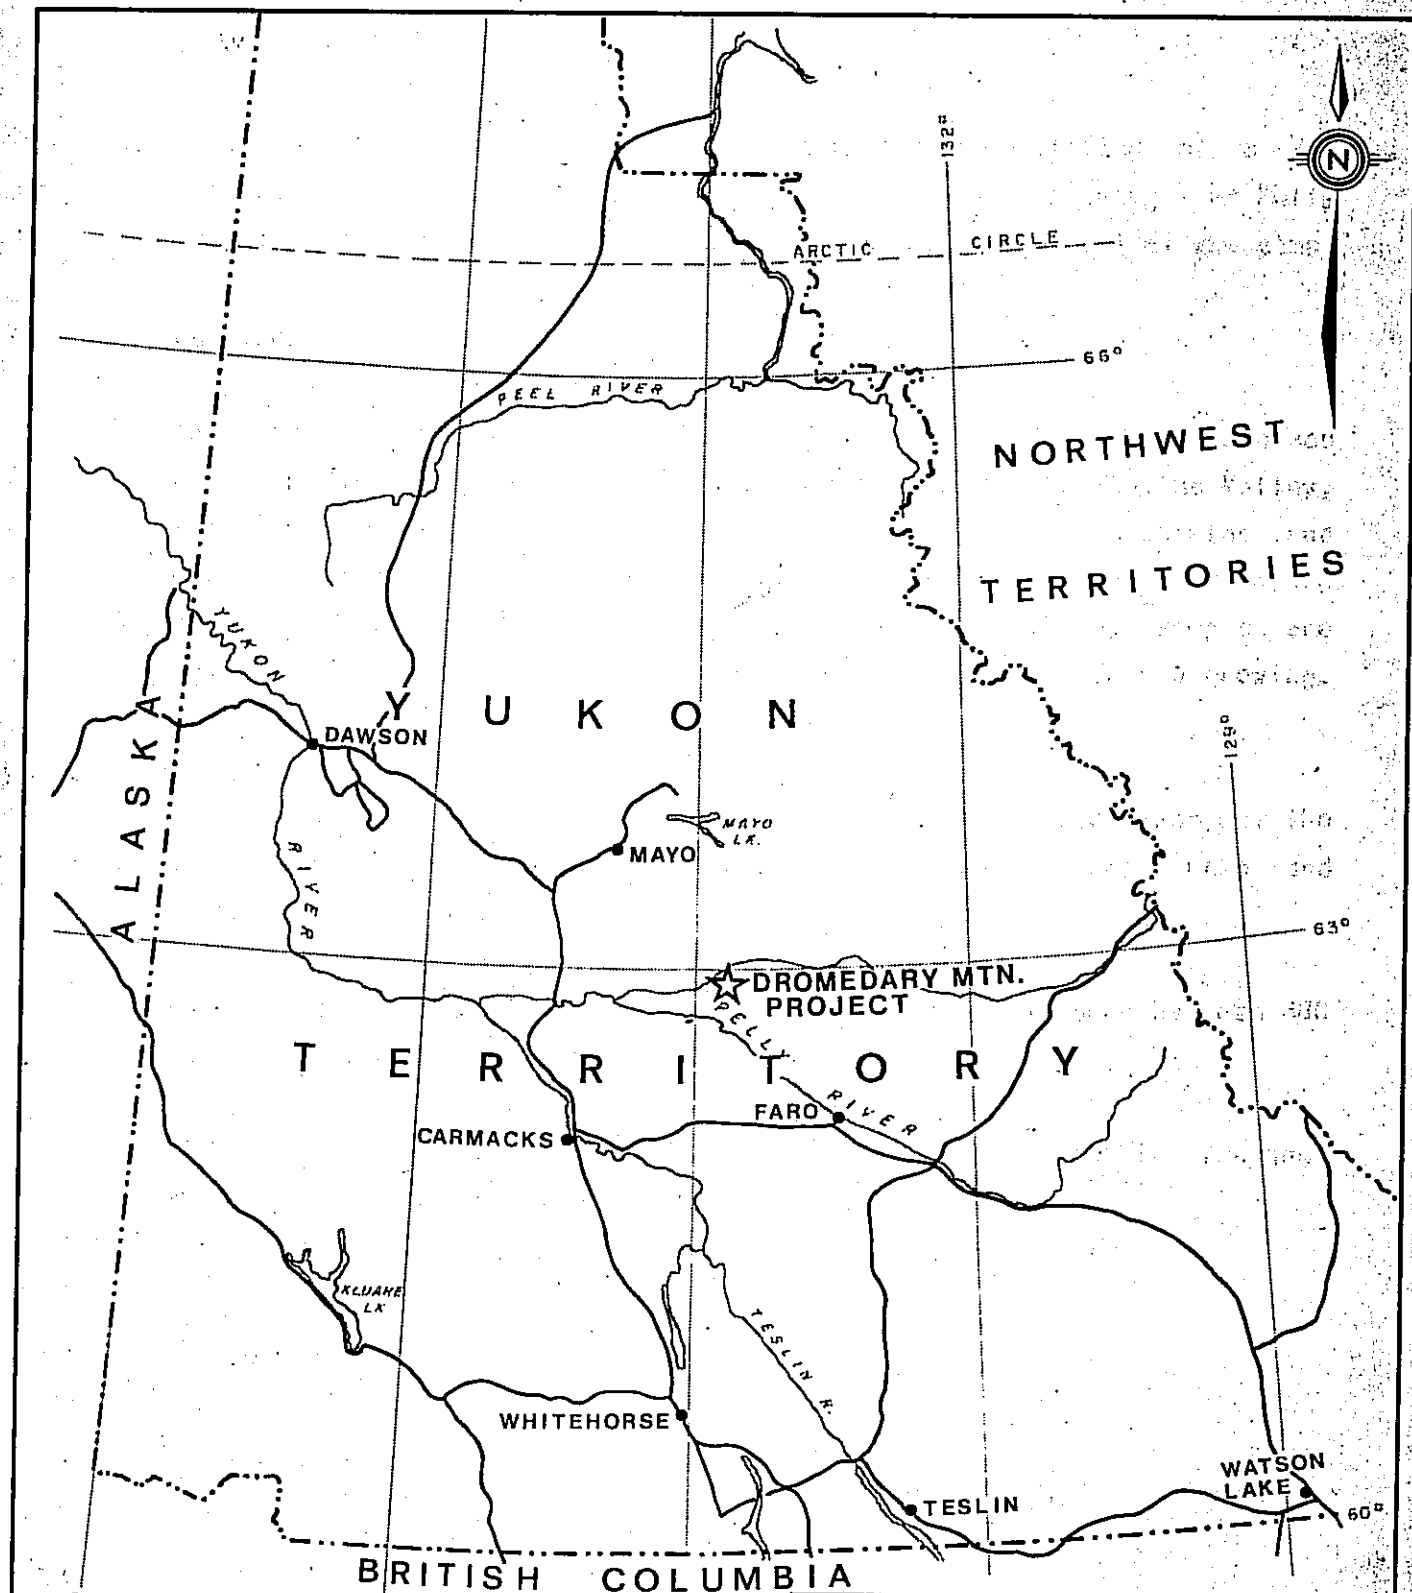 N
132°
ARCTIC CIRCLE
66°
PEEL RIVER
NORTHWEST
TERRITORIES
YUKON
ALASKA
YUKON
DAWSON
129°
MAYO
LK.
MAYO
RIVER
63°
DROMEDARY MTN.
PROJECT
PELLY
TERRITORY
FARO
RIVER
CARMACKS
KLUANE
LK
TESLIN R.
WHITEHORSE
WATSON
LAKE
TESLIN
60°
BRITISH COLUMBIA